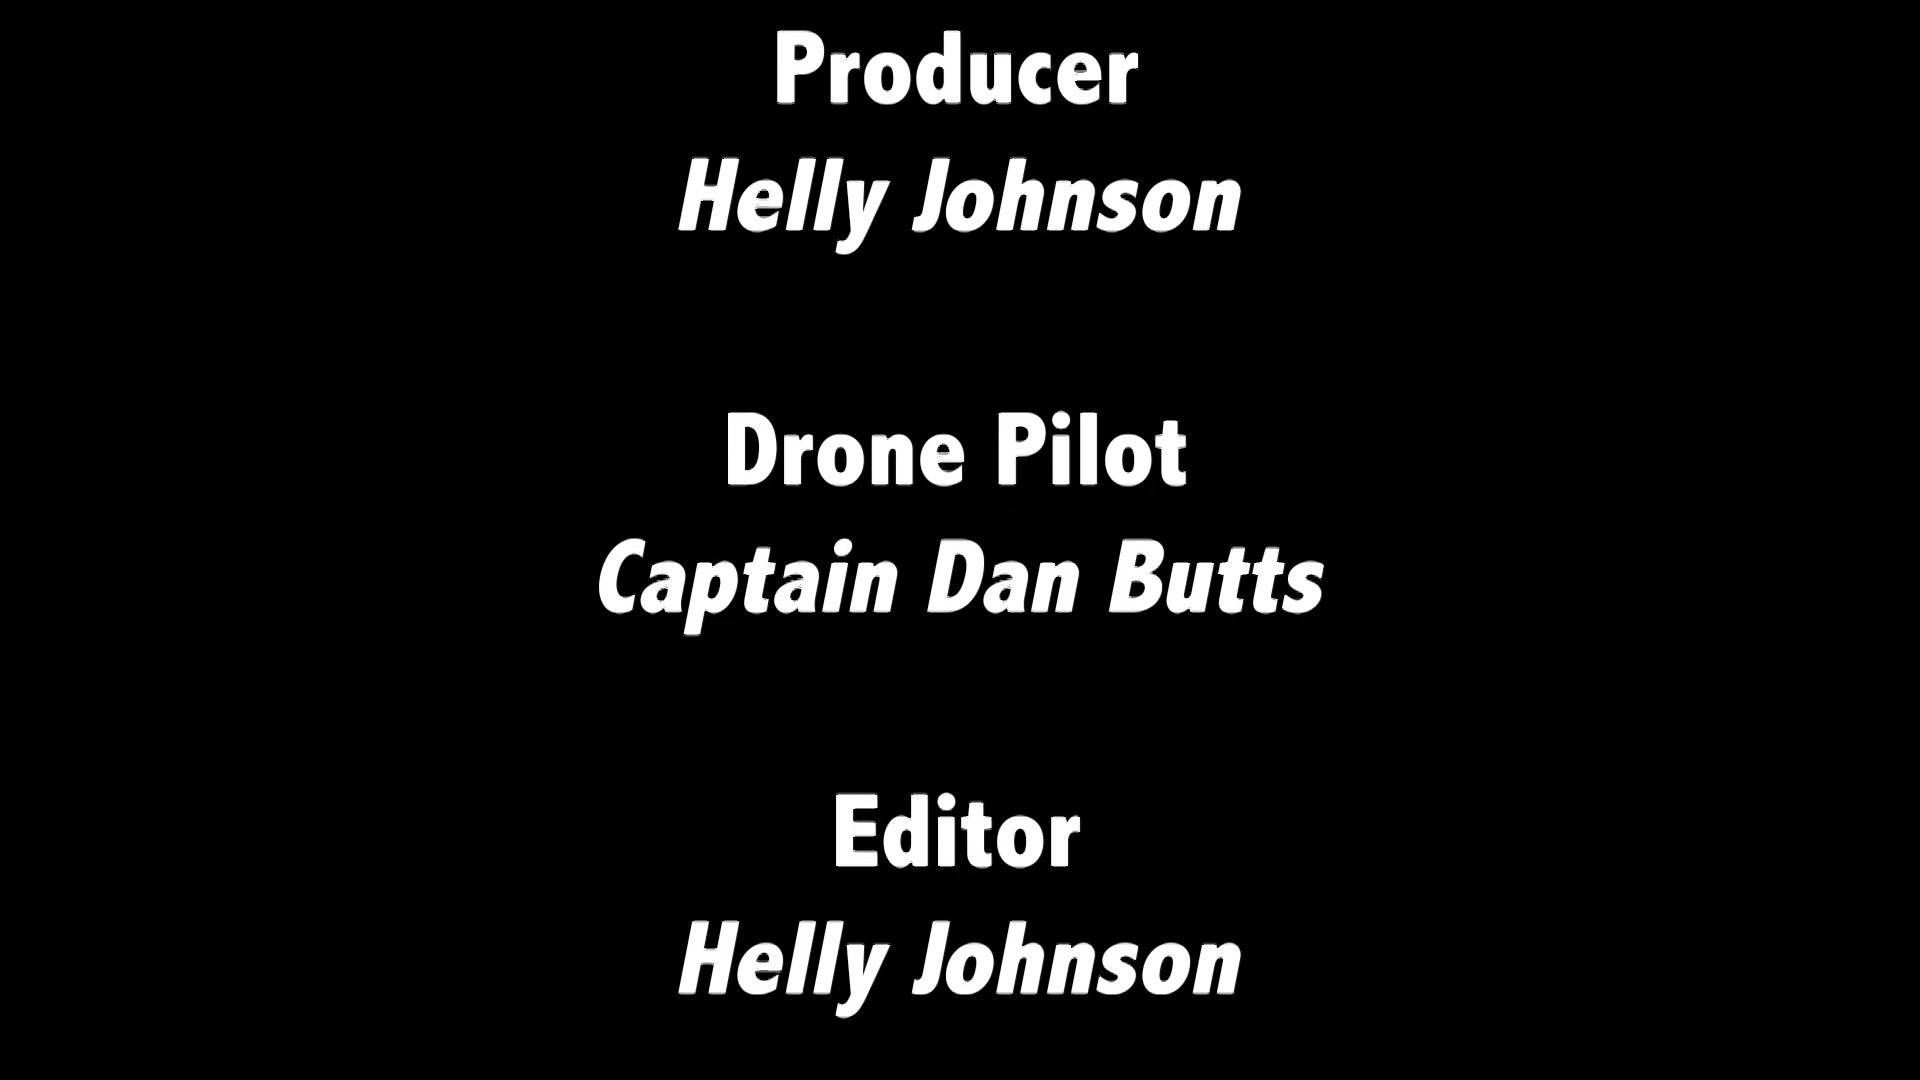 Producer
Helly Johnson
Drone Pilot
Captain Dan Butts
Editor
Helly Johnson